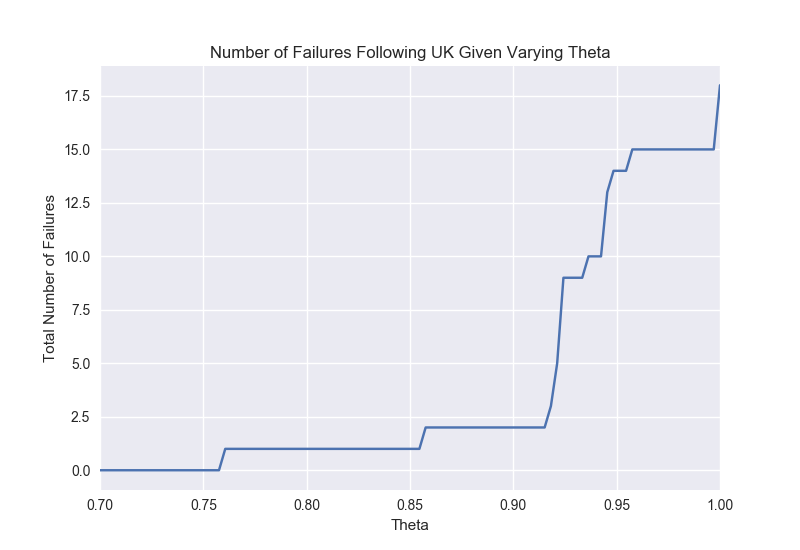 Number of Failures Following UK Given Varying Theta
17.5
15.0
12.5
10.0
7.5
5.0
2.5
0.0
Total Number of Failures
0.70 0.75 0.80 0.85 0.90 0.95 1.00
Theta